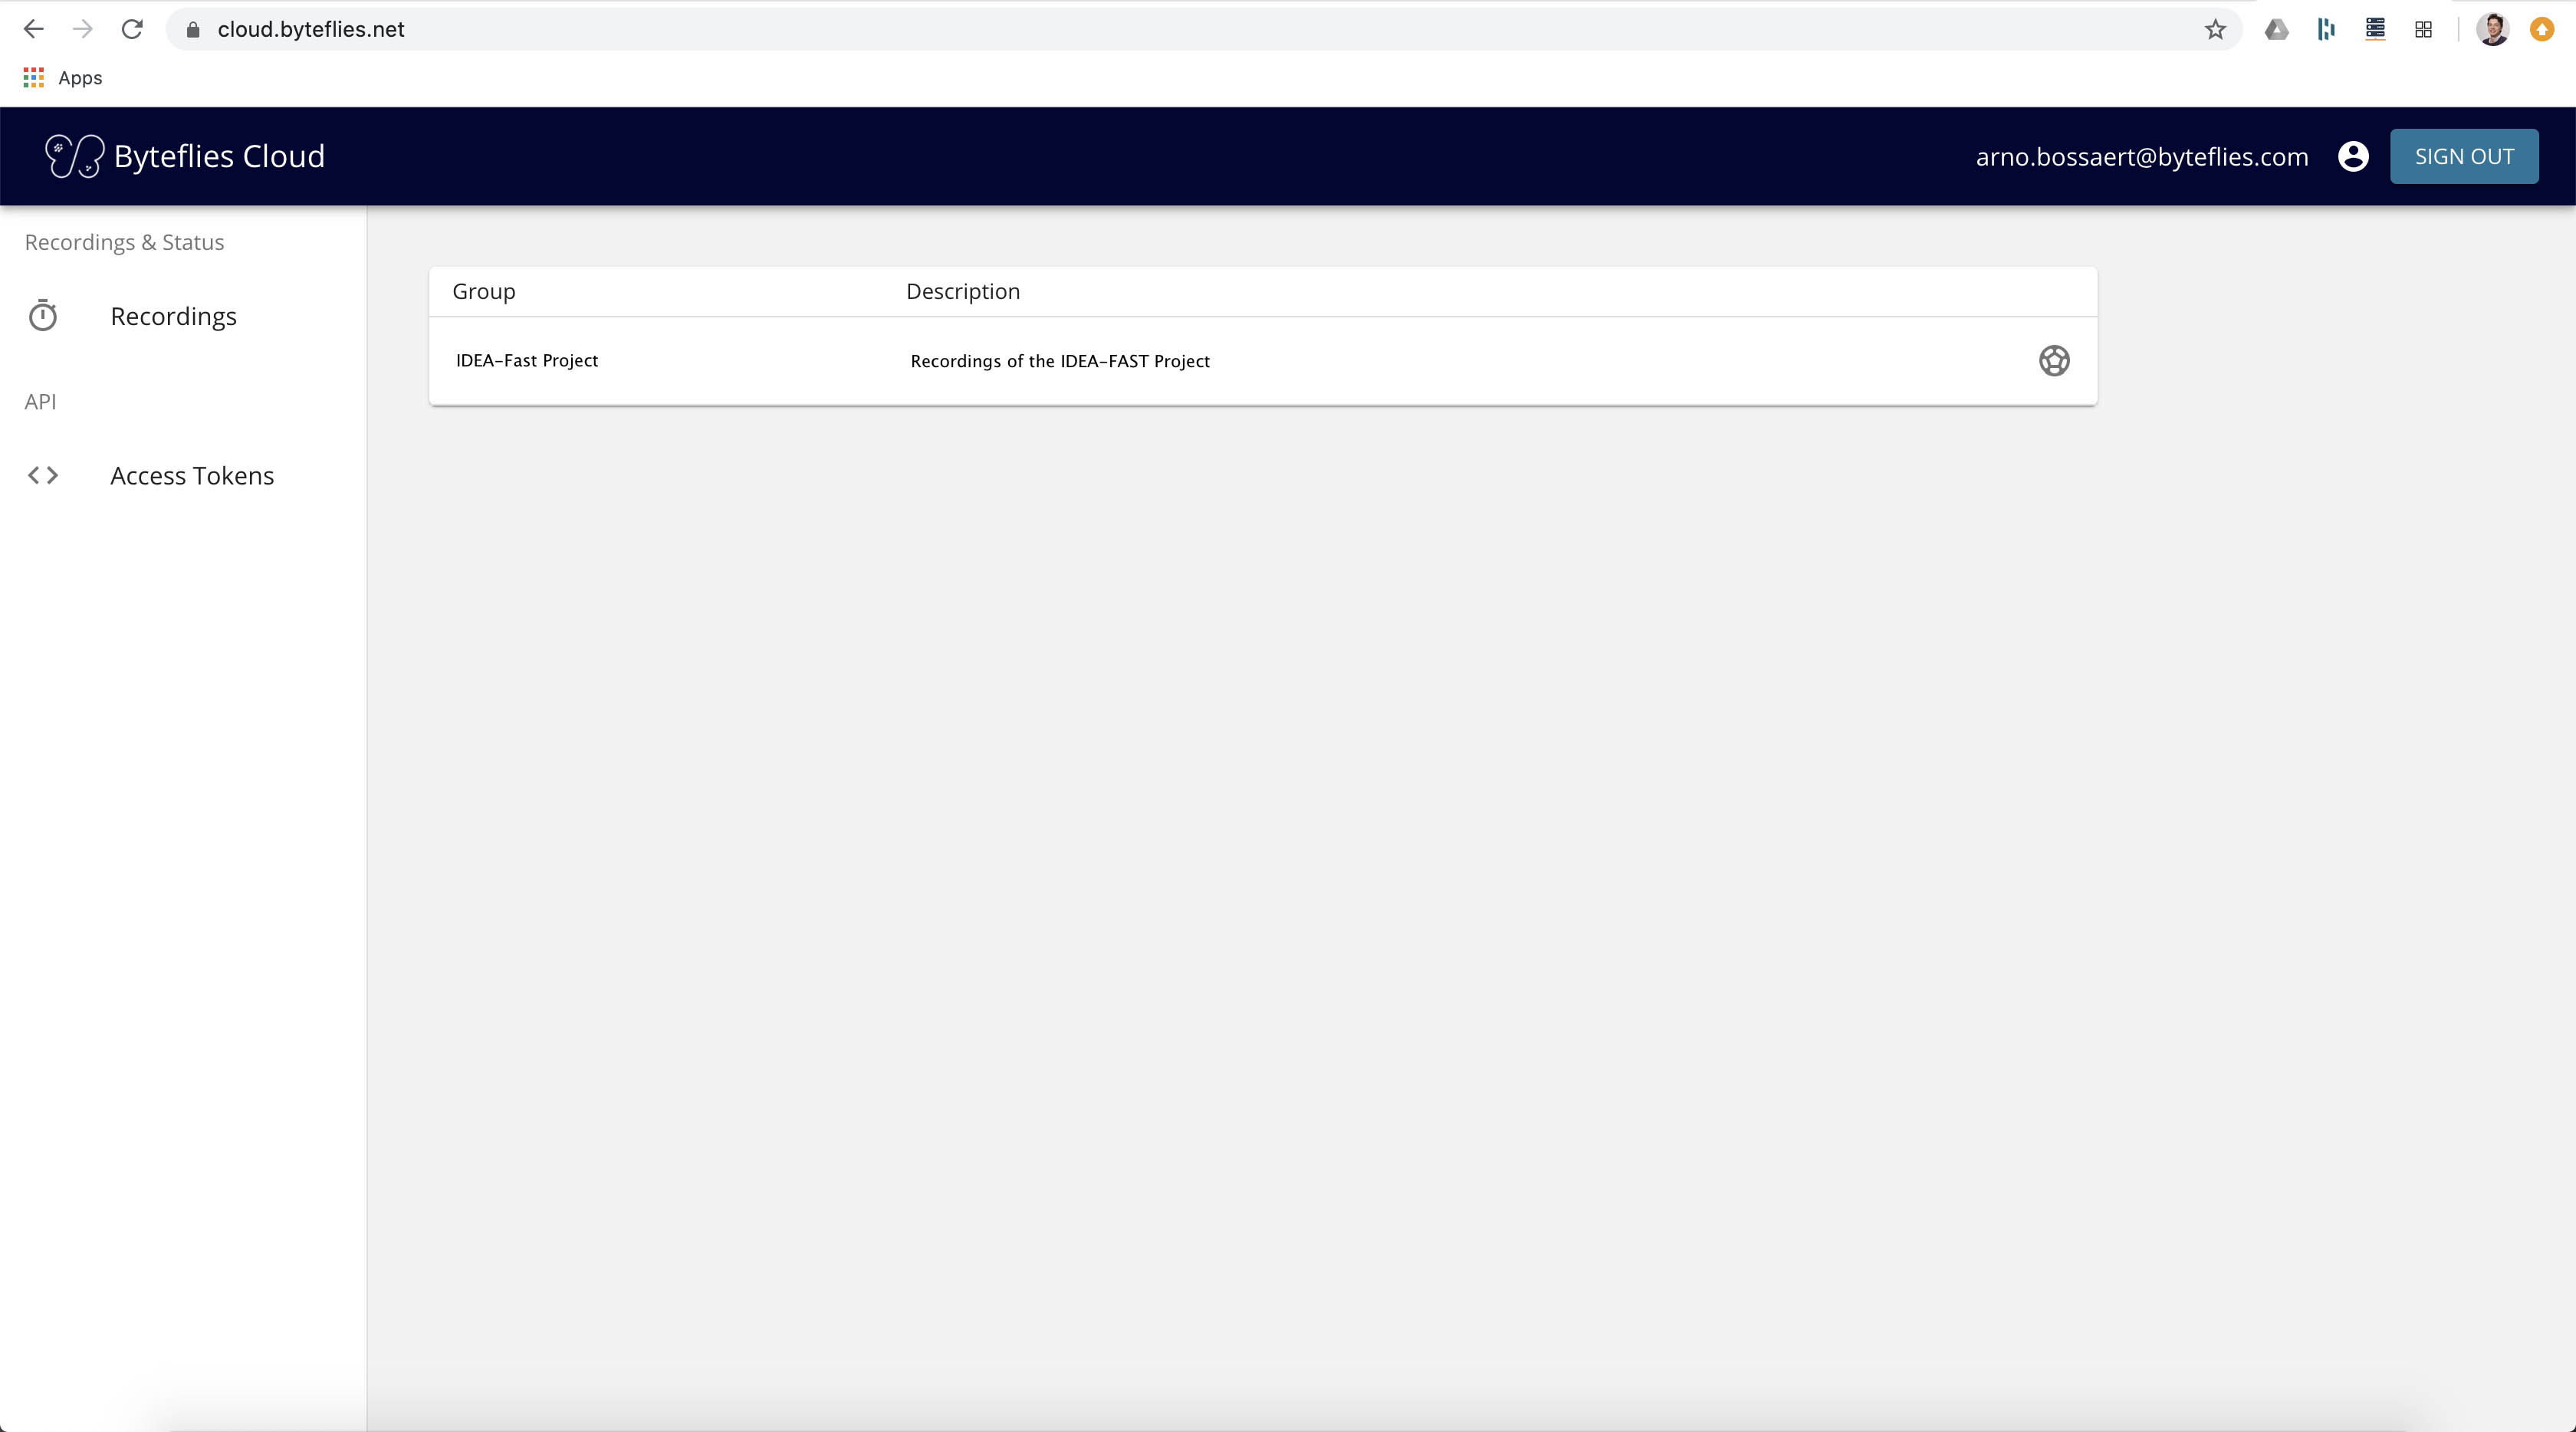 cloud.byteflies.net
Apps
Byteflies Cloud
arno.bossaert@byteflies.com
SIGN OUT
Recordings & Status
Recordings
API
Access Tokens
Group Description
IDEA-Fast Project Recordings of the IDEA-FAST Project